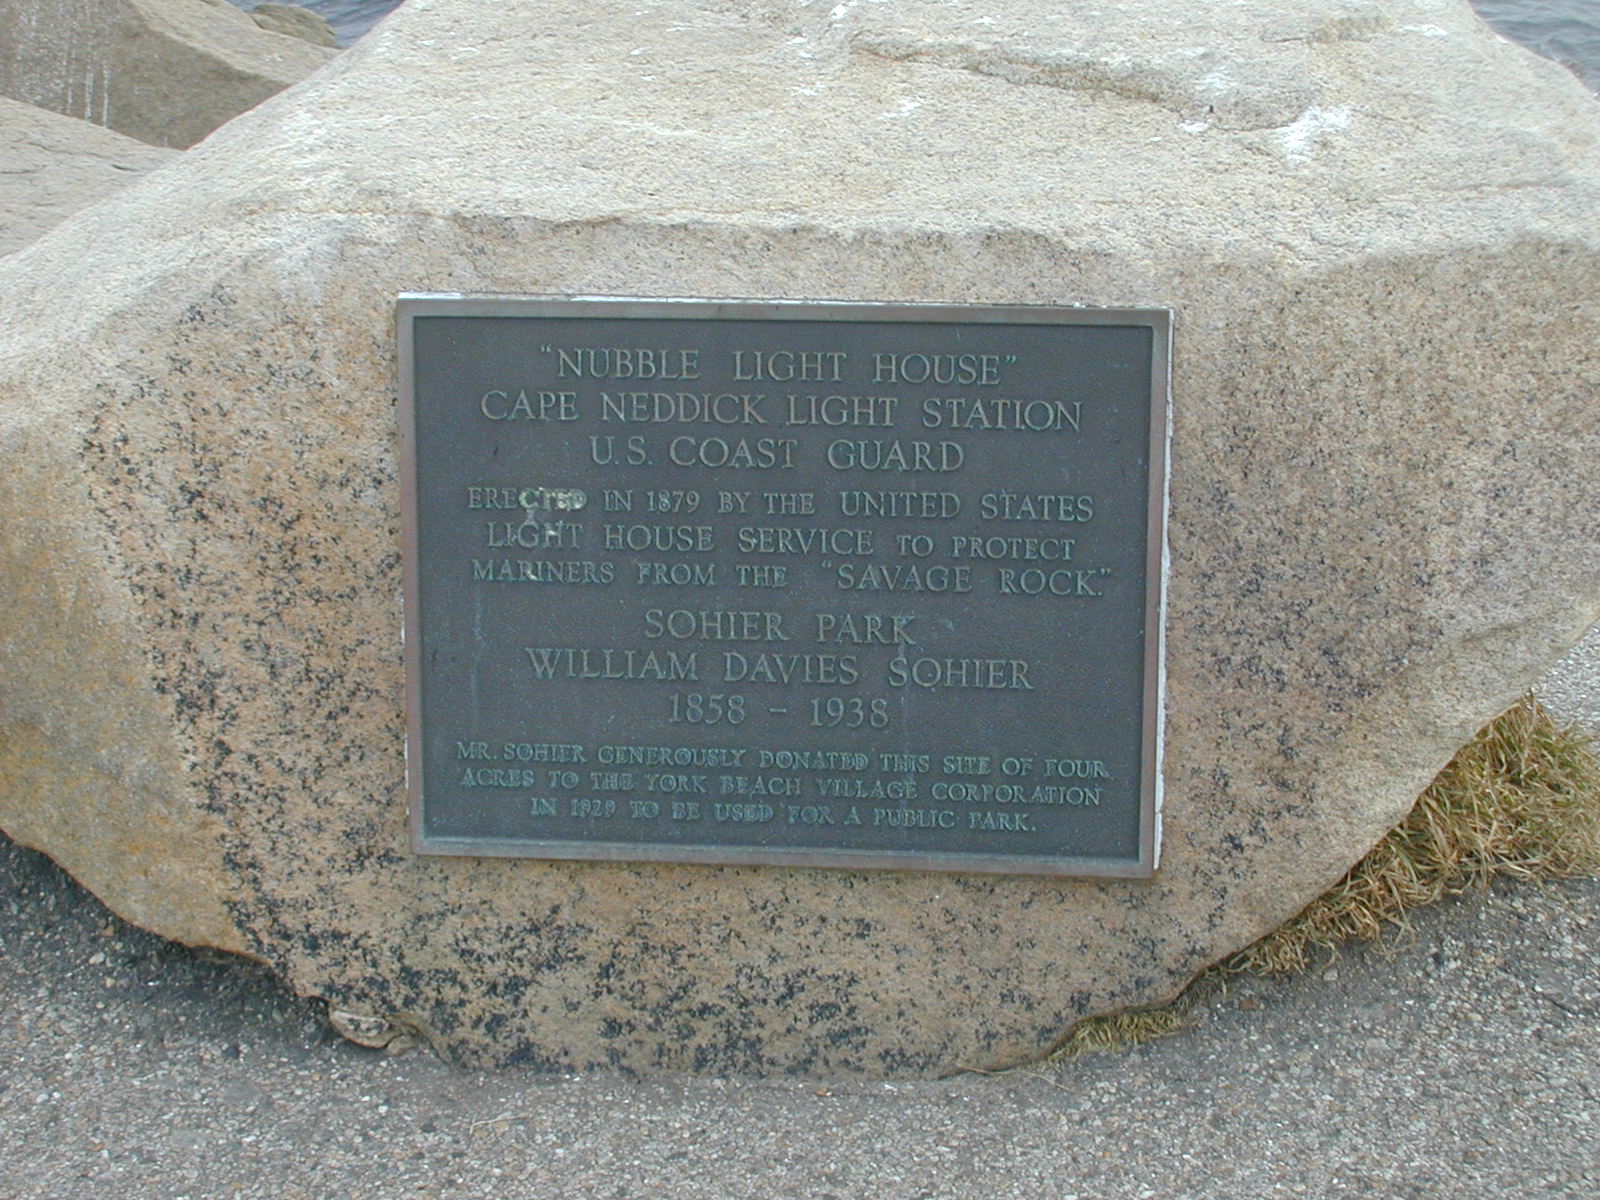 "NUBBLE LIGHT HOUSE"
CAPE NEDDICK LIGHT STATION
U.S. COAST GUARD
ERECTED IN 1879 BY THE UNITED STATES
LIGHT HOUSE SERVICE TO PROTECT
MARINERS FROM THE "SAVAGE ROCK."
SOHIER PARK
WILLIAM DAVIES SOHIER
1858 - 1938
MR. SOHIER GENEROUSLY DONATED THIS SITE OF FOUR
ACRES TO THE YORK BEACH VILLAGE CORPORATION
IN 1929 TO BE USED FOR A PUBLIC PARK.